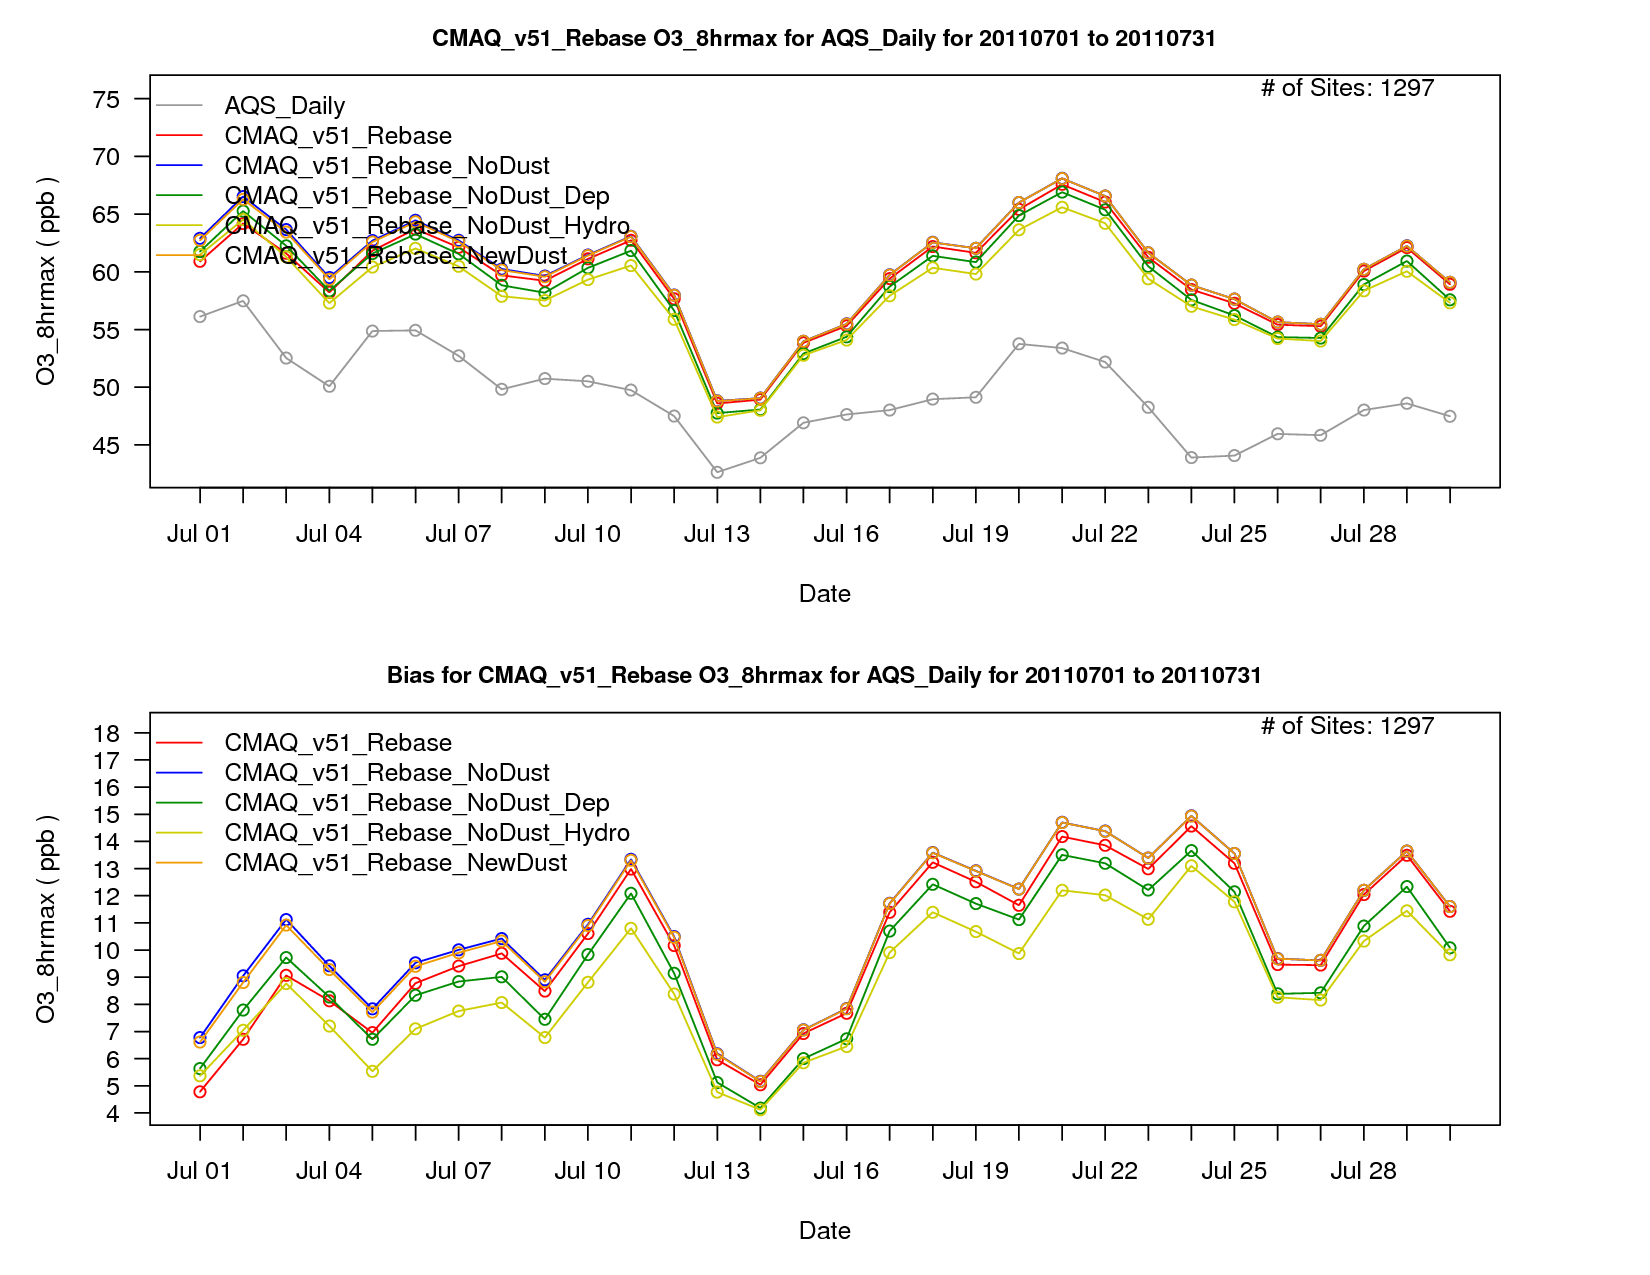 CMAQ_v51_Rebase O3_8hrmax for AQS_Daily for 20110701 to 20110731
# of Sites: 1297
AQS_Daily
CMAQ_v51_Rebase
CMAQ_v51_Rebase_NoDust
CMAQ_v51_Rebase_NoDust_Dep
CMAQ_v51_Rebase_NoDust_Hydro
CMAQ_v51_Rebase_NewDust
O3_8hrmax ( ppb )
75
70
65
60
55
50
45
Jul 01 Jul 04 Jul 07 Jul 10 Jul 13 Jul 16 Jul 19 Jul 22 Jul 25 Jul 28
Date
Bias for CMAQ_v51_Rebase O3_8hrmax for AQS_Daily for 20110701 to 20110731
# of Sites: 1297
CMAQ_v51_Rebase
CMAQ_v51_Rebase_NoDust
CMAQ_v51_Rebase_NoDust_Dep
CMAQ_v51_Rebase_NoDust_Hydro
CMAQ_v51_Rebase_NewDust
O3_8hrmax ( ppb )
18
17
16
15
14
13
12
11
10
9
8
7
6
5
4
Jul 01 Jul 04 Jul 07 Jul 10 Jul 13 Jul 16 Jul 19 Jul 22 Jul 25 Jul 28
Date